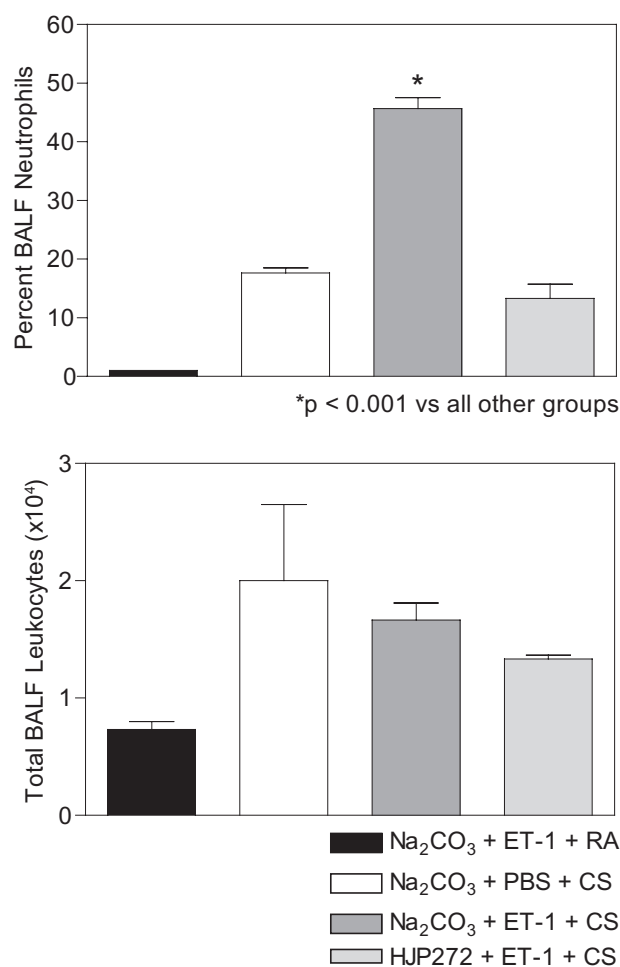 Percent BALF Neutrophils
60
50
40
30
20
10
0
*
*p < 0.001 vs all other groups
Total BALF Leukocytes (x10⁴)
3
2
1
0
Na₂CO₃ + ET-1 + RA
Na₂CO₃ + PBS + CS
Na₂CO₃ + ET-1 + CS
HJP272 + ET-1 + CS